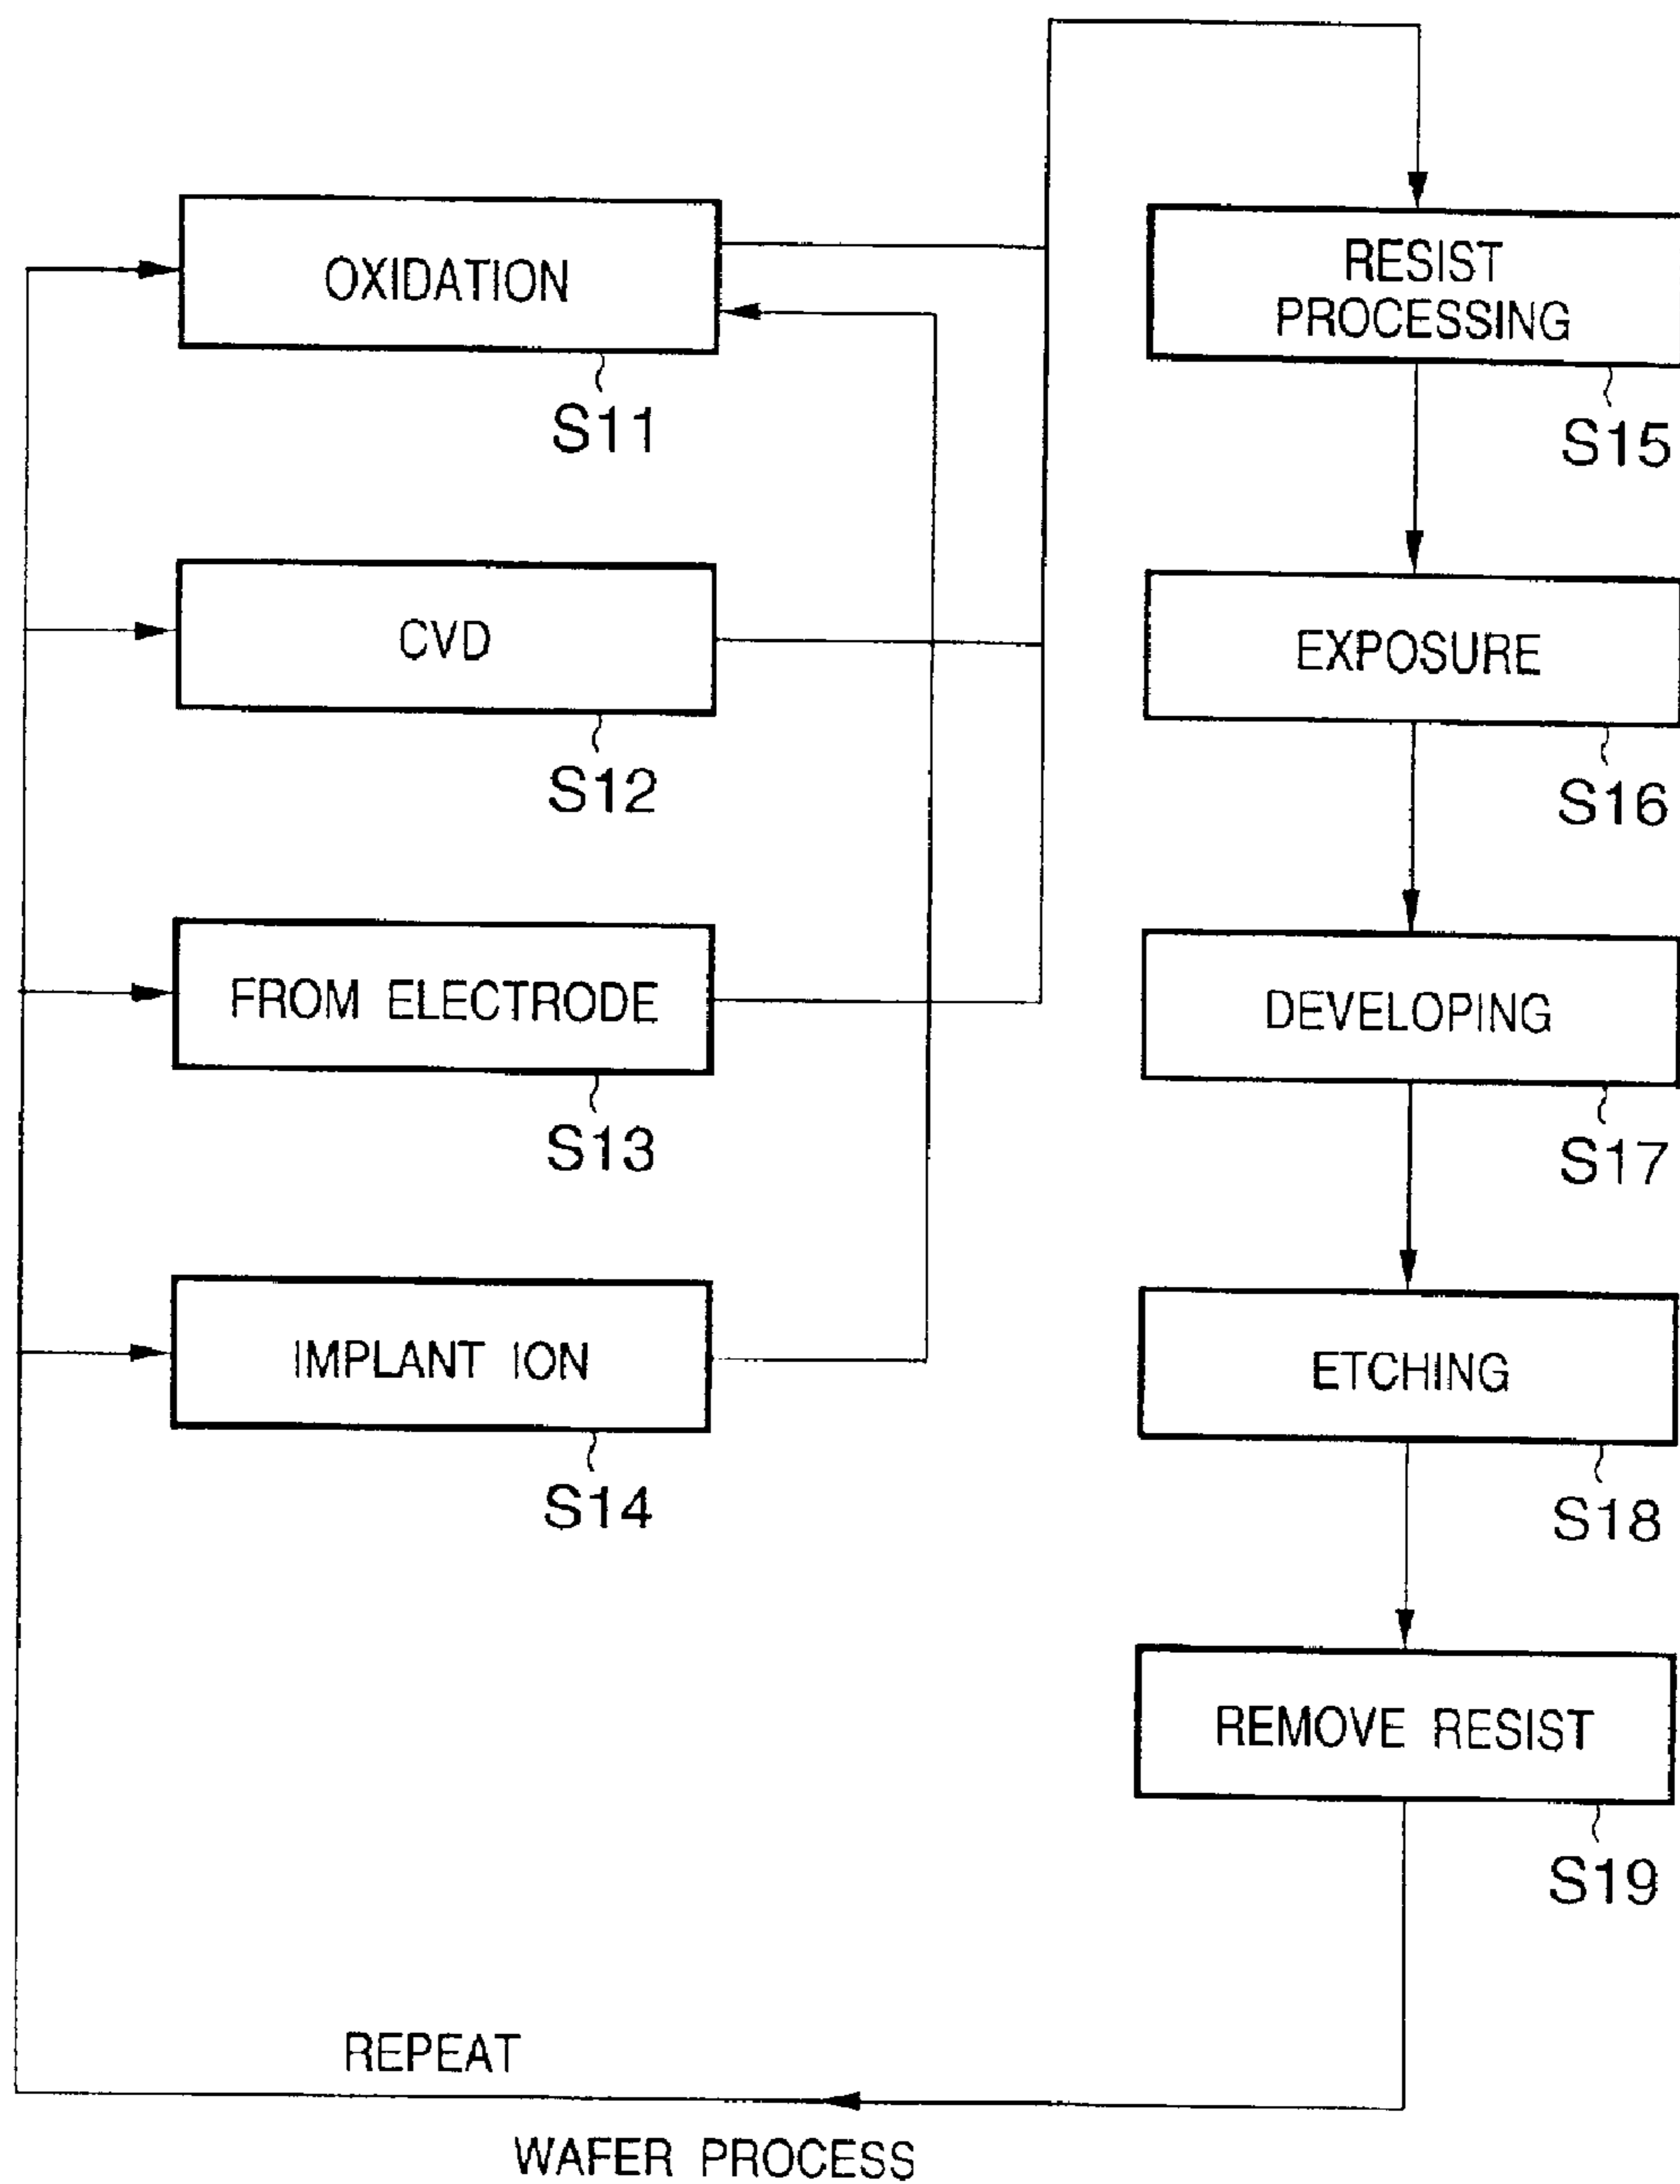 OXIDATION
S11
CVD
S12
FROM ELECTRODE
S13
IMPLANT ION
S14
RESIST
PROCESSING
S15
EXPOSURE
S16
DEVELOPING
S17
ETCHING
S18
REMOVE RESIST
S19
REPEAT
WAFER PROCESS